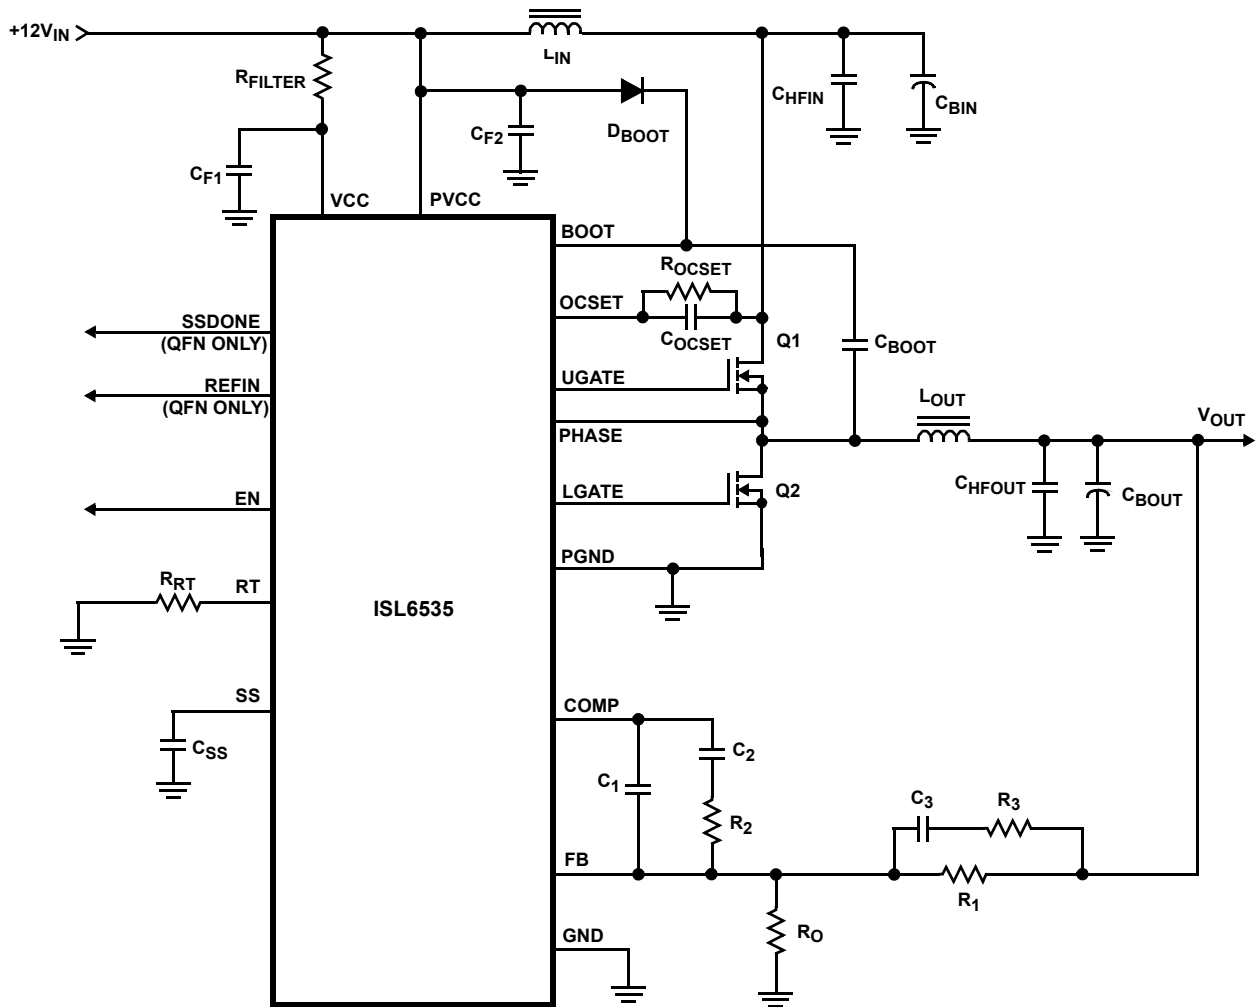 +12VIN
LIN
RFILTER
CHFIN
CBIN
CF2
DBOOT
CF1
VCC
PVCC
BOOT
ROCSET
OCSET
COCSET
Q1
CBOOT
SSDONE
(QFN ONLY)
REFIN
(QFN ONLY)
UGATE
PHASE
LOUT
VOUT
LGATE
Q2
CHFOUT
CBOUT
EN
PGND
RRT
RT
ISL6535
SS
CSS
COMP
C2
C1
R2
C3
R3
FB
R1
RO
GND